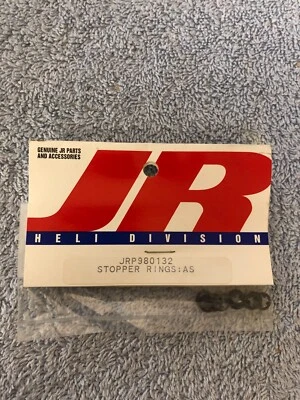 GENUINE JR PARTS
AND ACCESSORIES
JR
HELI DIVISION
JRP980132
STOPPER RINGS:AS